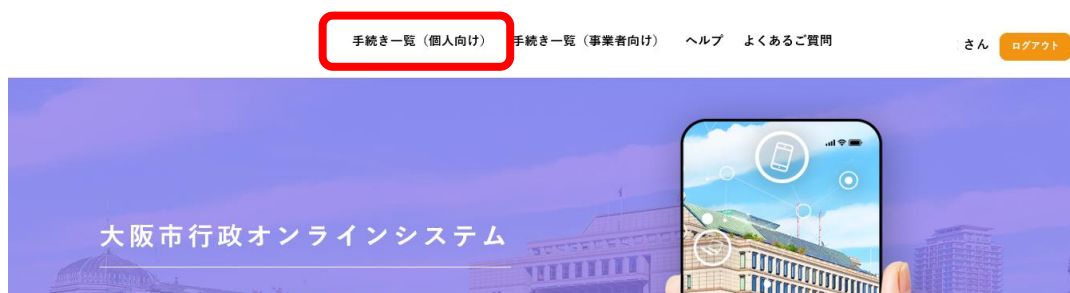 手続き一覧（個人向け） 手続き一覧（事業者向け） ヘルプ よくあるご質問 さん ログアウト
大阪市行政オンラインシステム